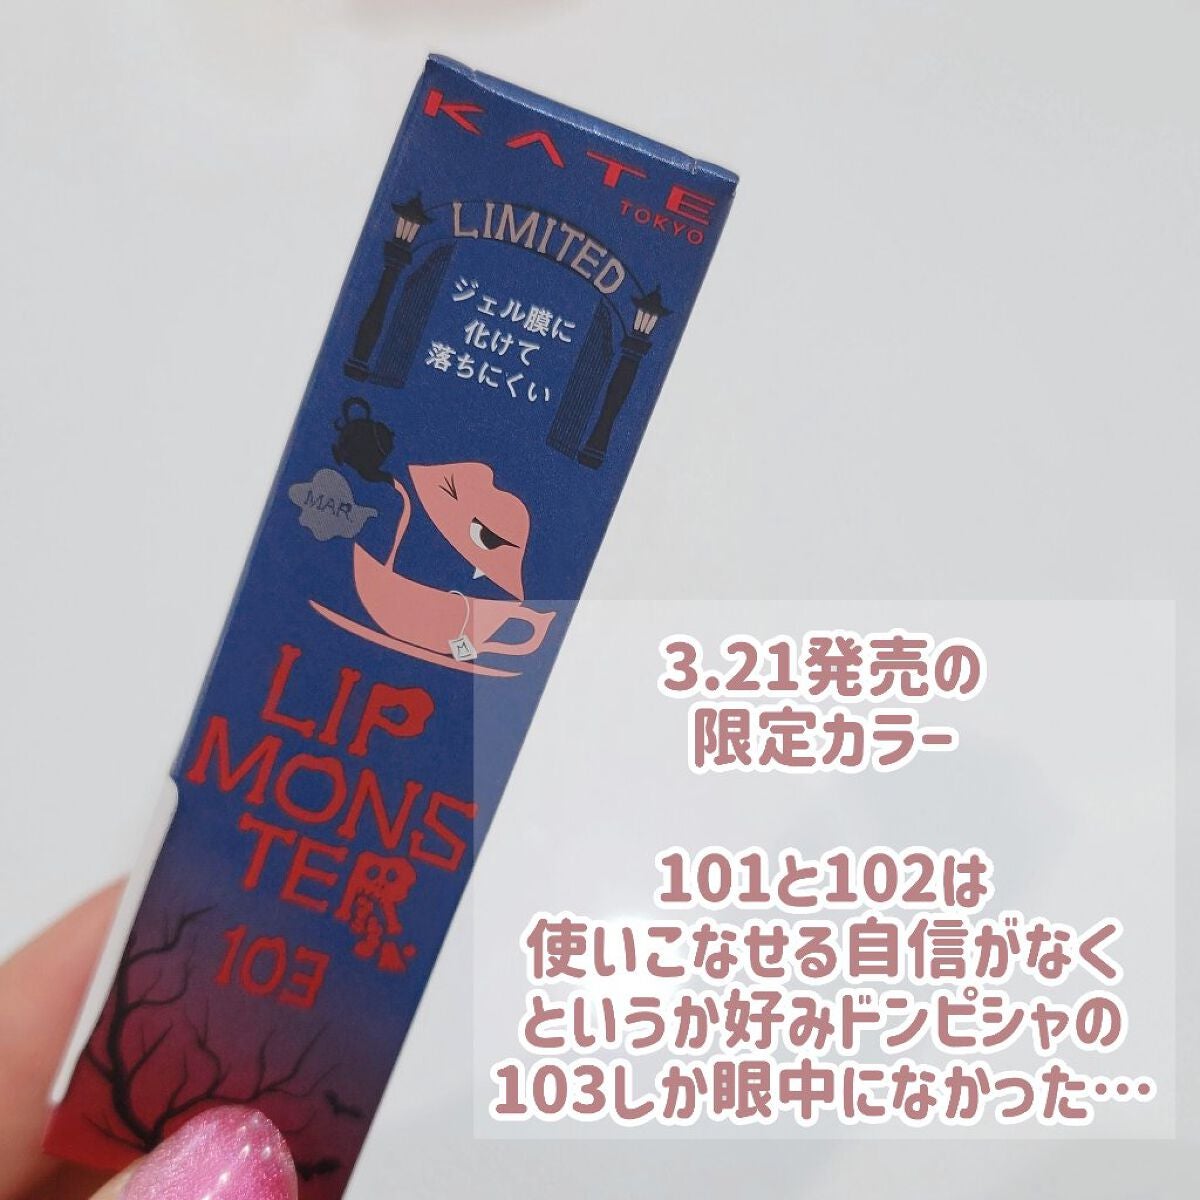 KATE
TOKYO
LIMITED
ジェル膜に
化けて
落ちにくい
MAR.
M
LIP
MONS
TER
103
3.21発売の
限定カラー
101と102は
使いこなせる自信がなく
というか好みドンピシャの
103しか眼中になかった…